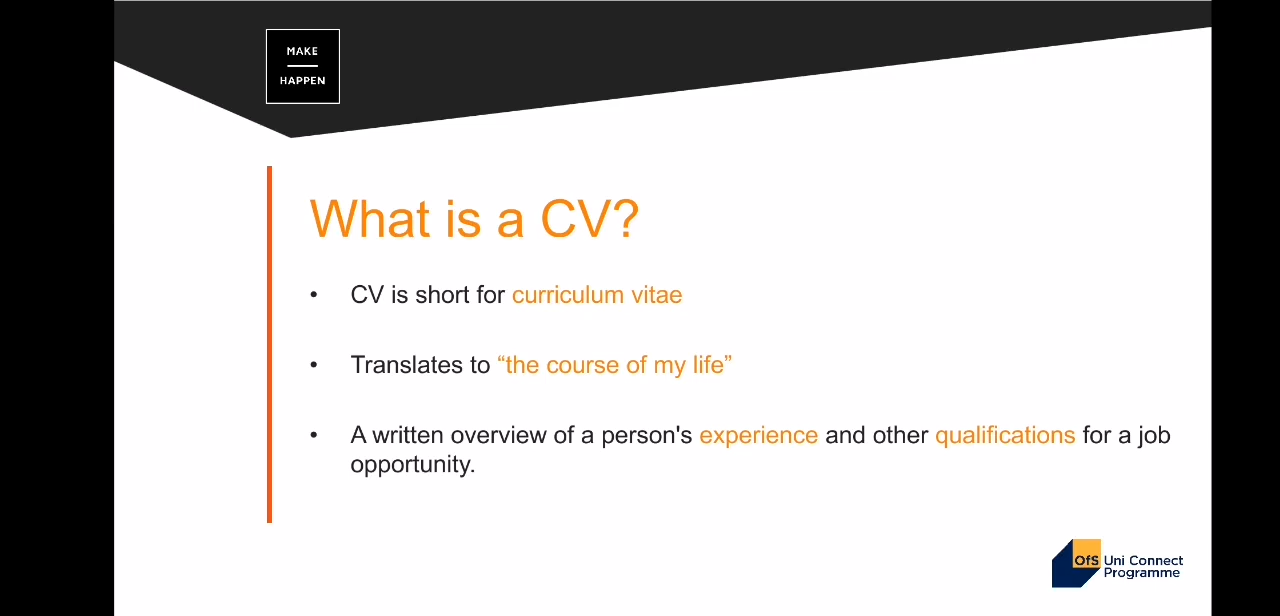 MAKE
HAPPEN
What is a CV?
• CV is short for curriculum vitae
• Translates to “the course of my life”
• A written overview of a person's experience and other qualifications for a job
opportunity.
OfS Uni Connect
Programme